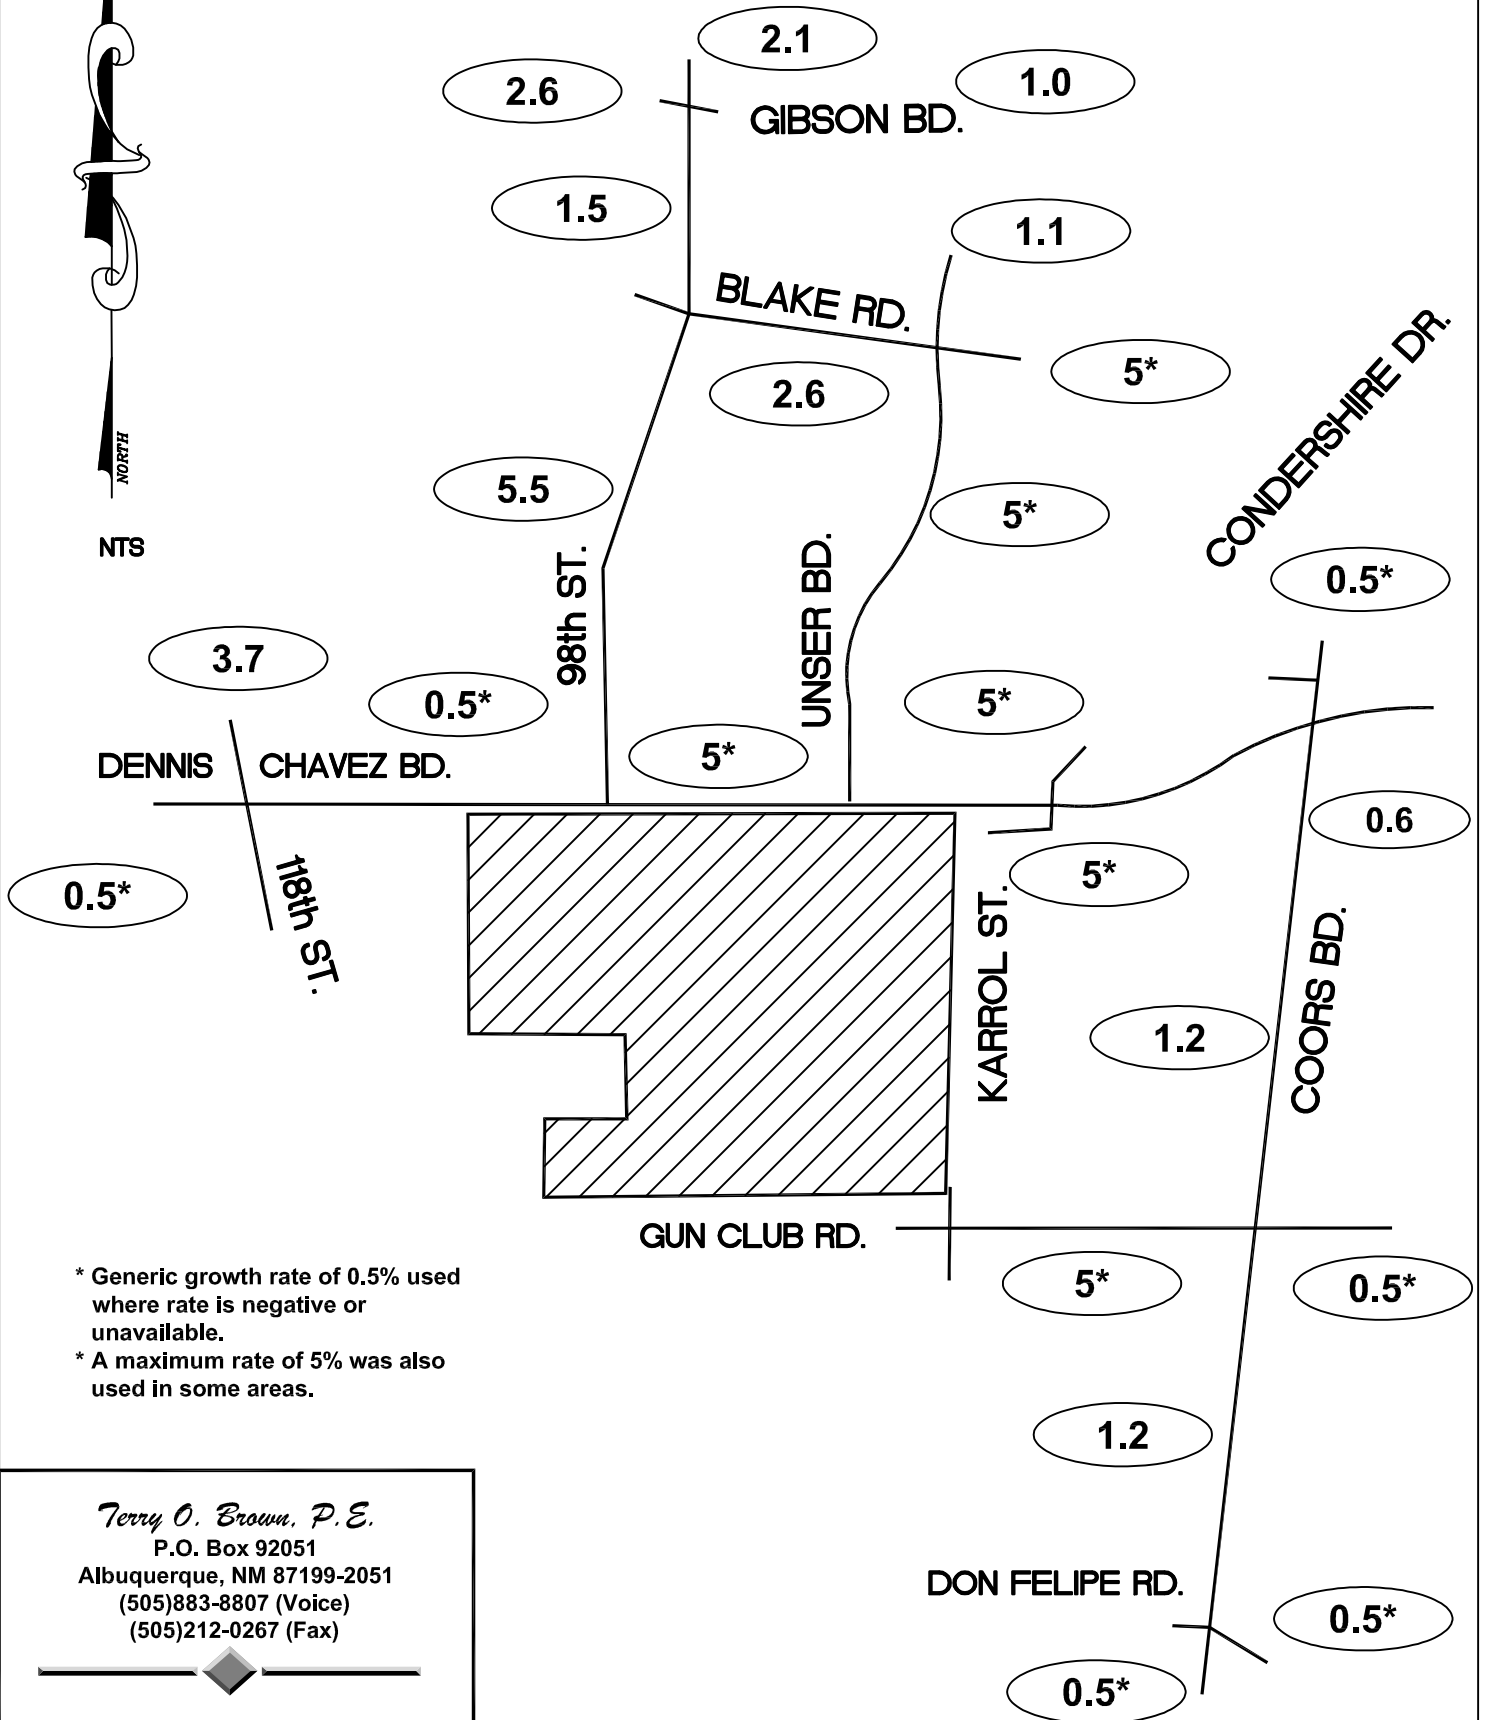 2.1
2.6
1.0
GIBSON BD.
1.5
1.1
BLAKE RD.
5*
2.6
CONDERSHIRE DR.
NORTH
5.5
5*
NTS
98th ST.
UNSER BD.
0.5*
3.7
0.5*
5*
5*
DENNIS CHAVEZ BD.
0.6
5*
0.5*
118th ST.
KARROL ST.
COORS BD.
1.2
GUN CLUB RD.
5*
0.5*
* Generic growth rate of 0.5% used
where rate is negative or
unavailable.
* A maximum rate of 5% was also
used in some areas.
1.2
Terry O. Brown, P.E.
P.O. Box 92051
Albuquerque, NM 87199-2051
(505)883-8807 (Voice)
(505)212-0267 (Fax)
DON FELIPE RD.
0.5*
0.5*